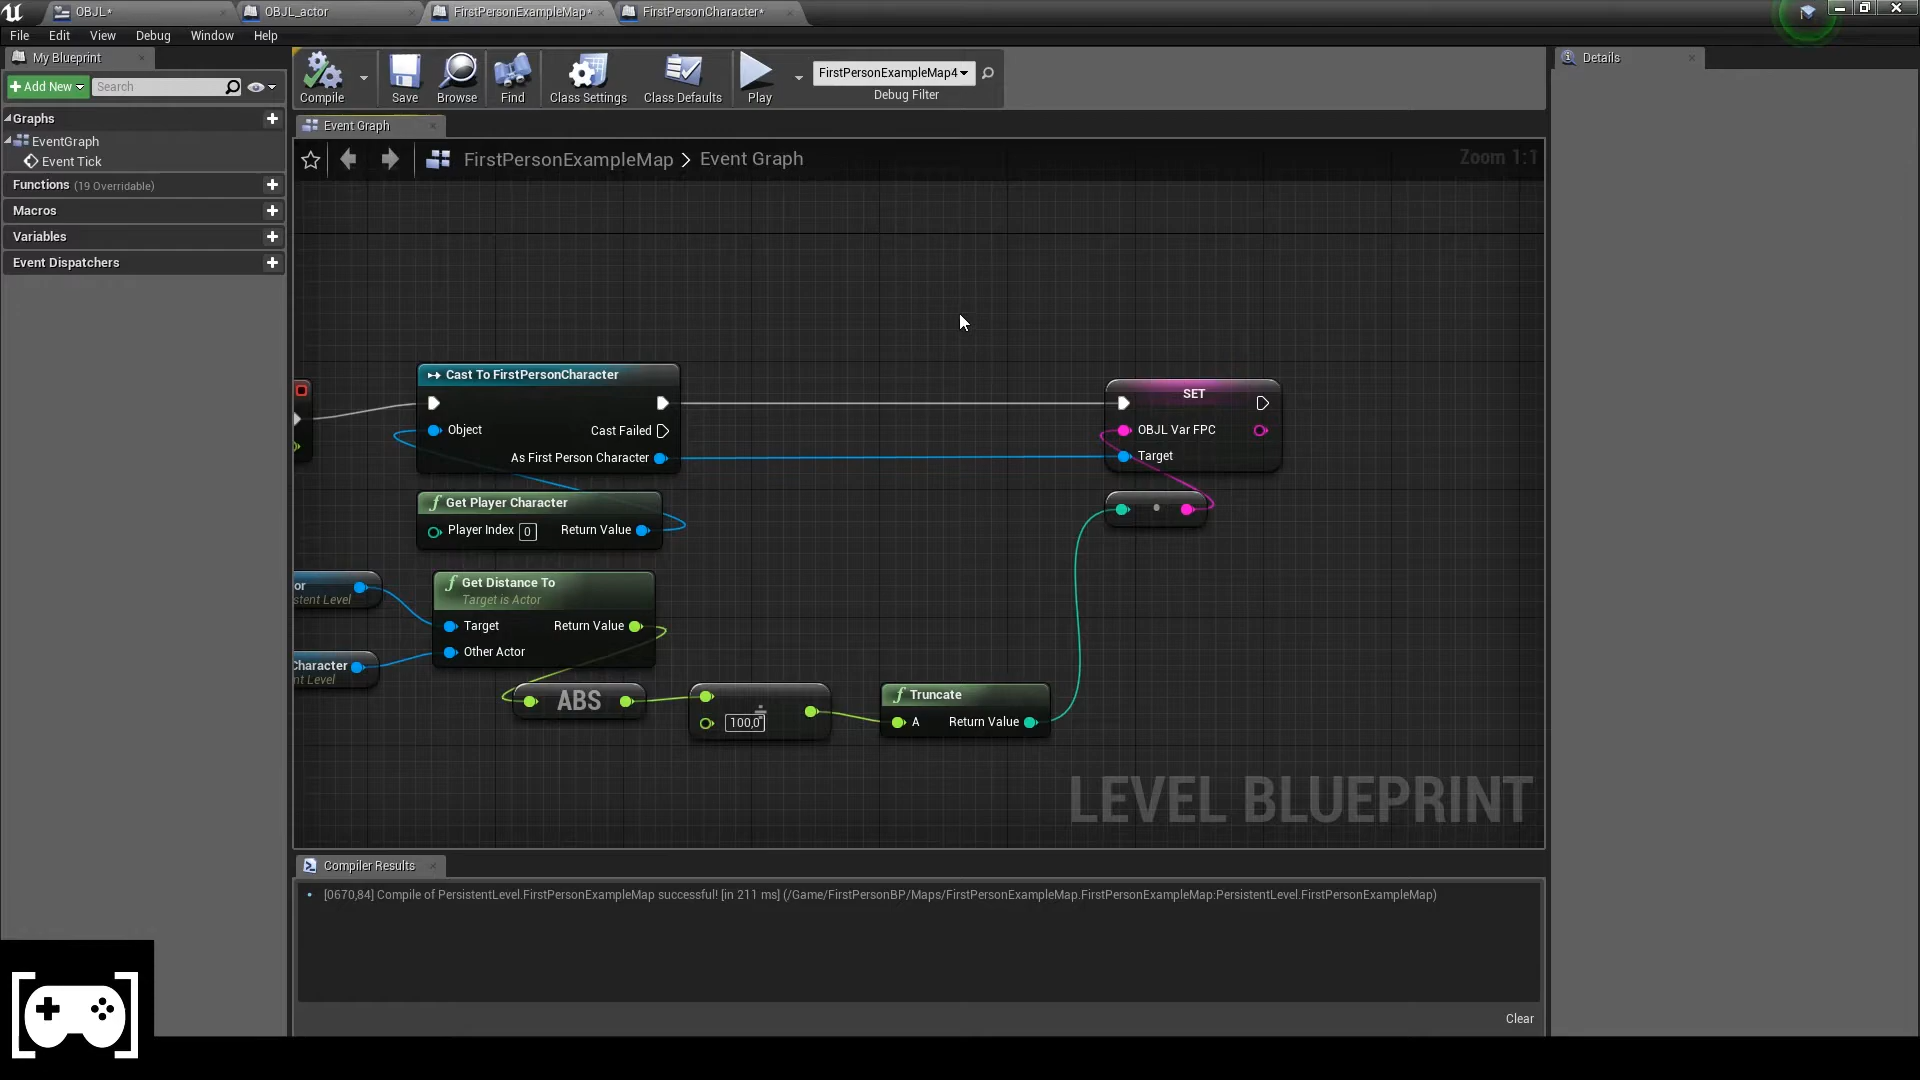 OBJL*
OBJL_actor
FirstPersonExampleMap*
FirstPersonCharacter*
File Edit View Debug Window Help
My Blueprint
Add New
Search
Compile
Save
Browse
Find
Class Settings
Class Defaults
Play
FirstPersonExampleMap4
Debug Filter
Details
Graphs
EventGraph
Event Tick
Functions (19 Overridable)
Macros
Variables
Event Dispatchers
Event Graph
FirstPersonExampleMap > Event Graph
Zoom 1:1
Cast To FirstPersonCharacter
Object
Cast Failed
As First Person Character
SET
OBJL Var FPC
Target
Get Player Character
Player Index 0
Return Value
or
stent Level
Get Distance To
Target is Actor
Target
Return Value
Other Actor
Character
nt Level
ABS
100,0
Truncate
A
Return Value
LEVEL BLUEPRINT
Compiler Results
[0670,84] Compile of PersistentLevel.FirstPersonExampleMap successful! [in 211 ms] (/Game/FirstPersonBP/Maps/FirstPersonExampleMap.FirstPersonExampleMap:PersistentLevel.FirstPersonExampleMap)
Clear